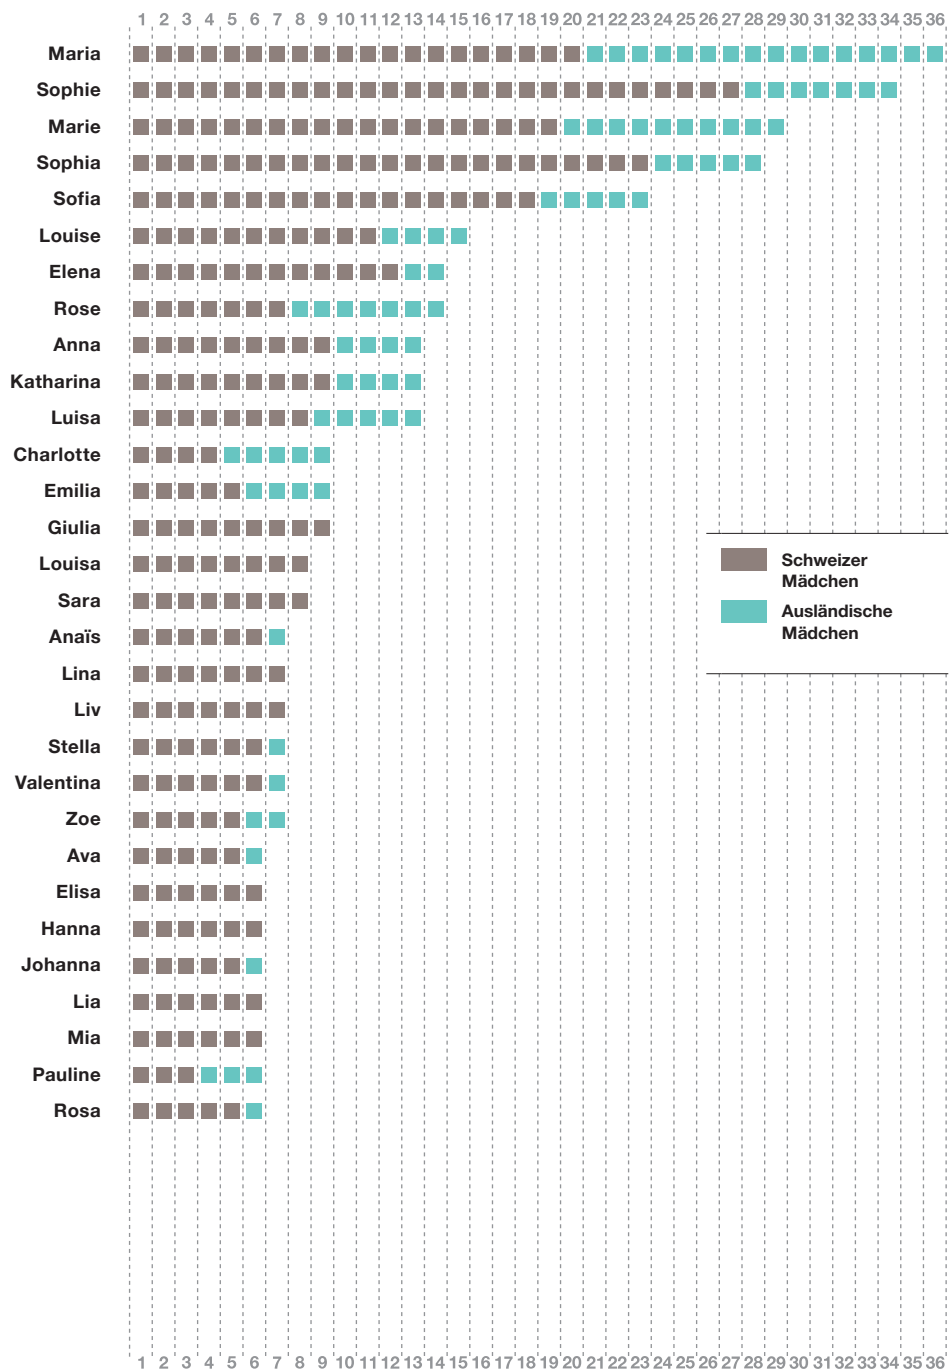 1 2 3 4 5 6 7 8 9 10 11 12 13 14 15 16 17 18 19 20 21 22 23 24 25 26 27 28 29 30 31 32 33 34 35 36
Maria
Sophie
Marie
Sophia
Sofia
Louise
Elena
Rose
Anna
Katharina
Luisa
Charlotte
Emilia
Giulia
Louisa
Sara
Anaïs
Lina
Liv
Stella
Valentina
Zoe
Ava
Elisa
Hanna
Johanna
Lia
Mia
Pauline
Rosa
Schweizer
Mädchen
Ausländische
Mädchen
1 2 3 4 5 6 7 8 9 10 11 12 13 14 15 16 17 18 19 20 21 22 23 24 25 26 27 28 29 30 31 32 33 34 35 36